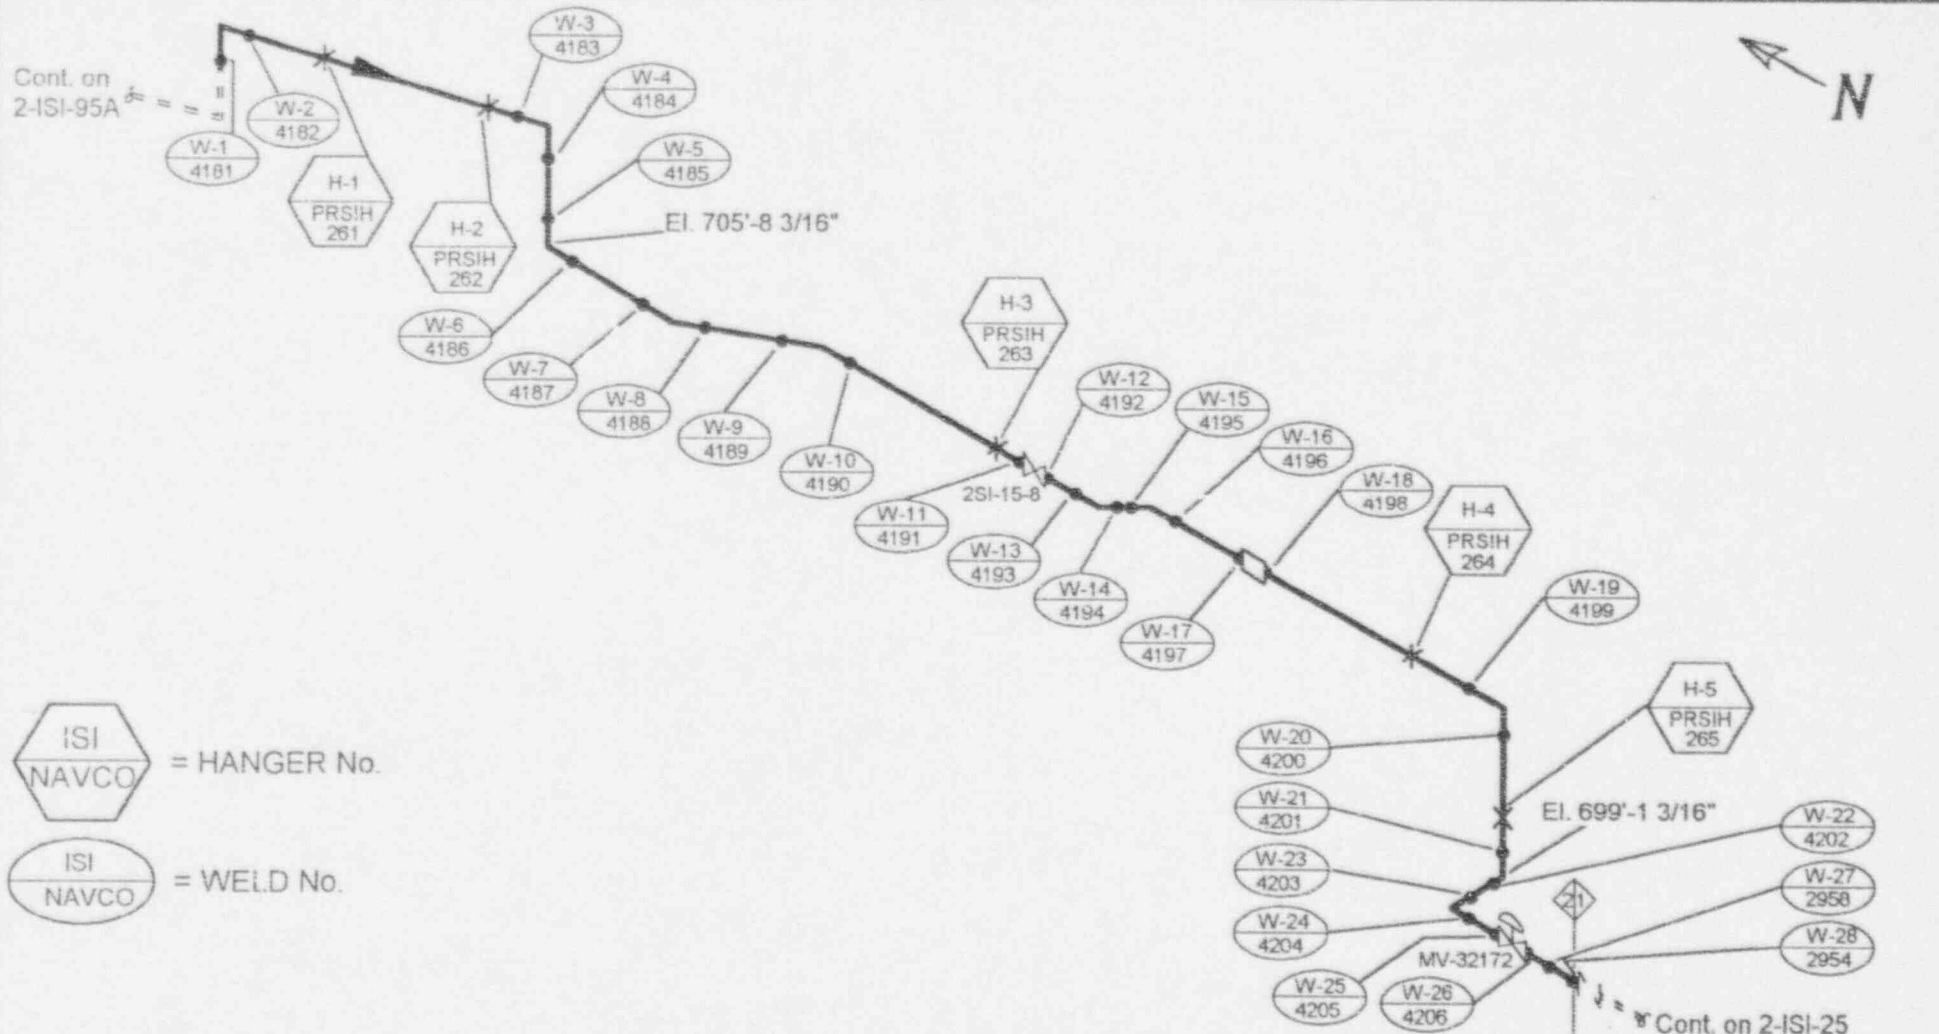 W-3
4183
Cont. on
2-ISI-95A
W-4
4184
N
W-2
4182
W-1
4181
W-5
4185
H-1
PRSIH
261
H-2
PRSIH
262
El. 705'-8 3/16"
W-6
4186
H-3
PRSIH
263
W-7
4187
W-12
4192
W-8
4188
W-15
4195
W-9
4189
W-16
4196
W-10
4190
2SI-15-8
W-18
4198
W-11
4191
H-4
PRSIH
264
W-13
4193
W-14
4194
W-19
4199
W-17
4197
H-5
PRSIH
265
ISI
NAVCO
= HANGER No.
W-20
4200
W-21
4201
El. 699'-1 3/16"
W-22
4202
W-23
4203
W-27
2958
ISI
NAVCO
= WELD No.
21
W-24
4204
W-28
2954
MV-32172
W-25
4205
W-26
4206
Cont. on 2-ISI-25